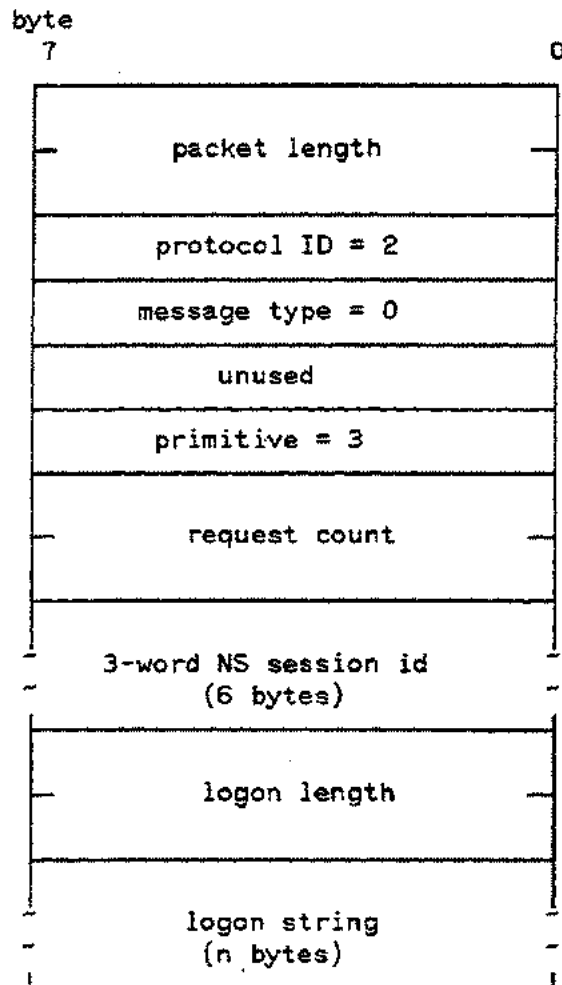 byte
7 0
packet length
protocol ID = 2
message type = 0
unused
primitive = 3
request count
3-word NS session id
(6 bytes)
logon length
logon string
(n bytes)